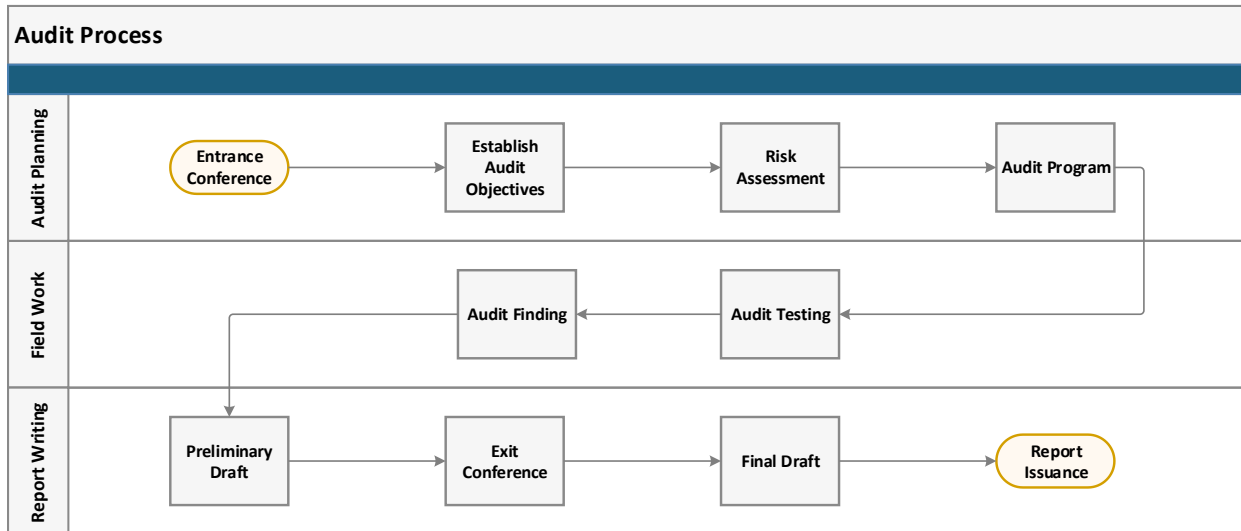 Audit Process
Audit Planning
Entrance
Conference
Establish
Audit
Objectives
Risk
Assessment
Audit Program
Field Work
Audit Finding
Audit Testing
Report Writing
Preliminary
Draft
Exit
Conference
Final Draft
Report
Issuance